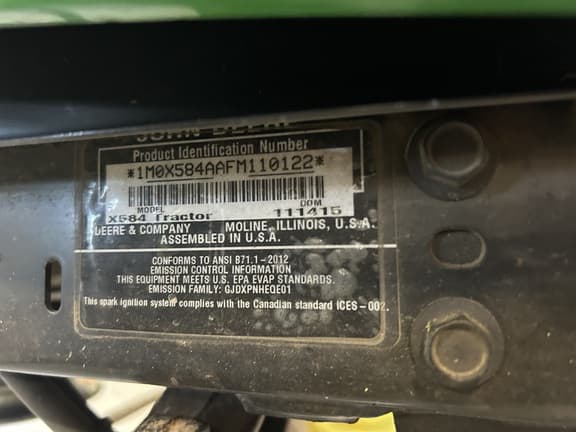 JOHN DEERE
Product Identification Number
*1M0X584AAFM110122*
MODEL DOM
X584 Tractor 111415
DEERE & COMPANY MOLINE, ILLINOIS, U.S.A.
ASSEMBLED IN U.S.A.
CONFORMS TO ANSI B71.1-2012
EMISSION CONTROL INFORMATION
THIS EQUIPMENT MEETS U.S. EPA EVAP STANDARDS.
EMISSION FAMILY: GJDXPNHEQE01
This spark ignition system complies with the Canadian standard ICES-002.